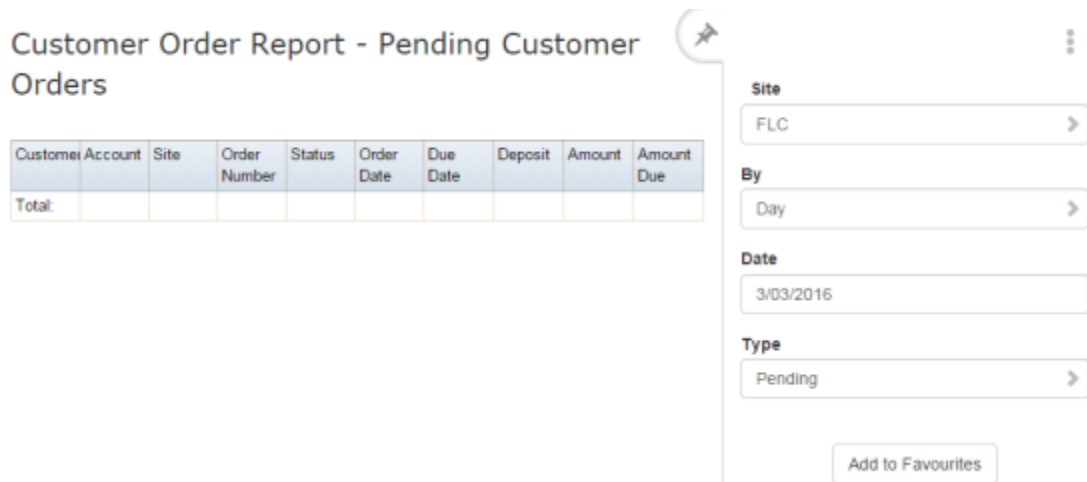 Customer Order Report - Pending Customer
Orders
Customer Account Site Order Number Status Order Date Due Date Deposit Amount Amount Due
Total:
Site
FLC
By
Day
Date
3/03/2016
Type
Pending
Add to Favourites